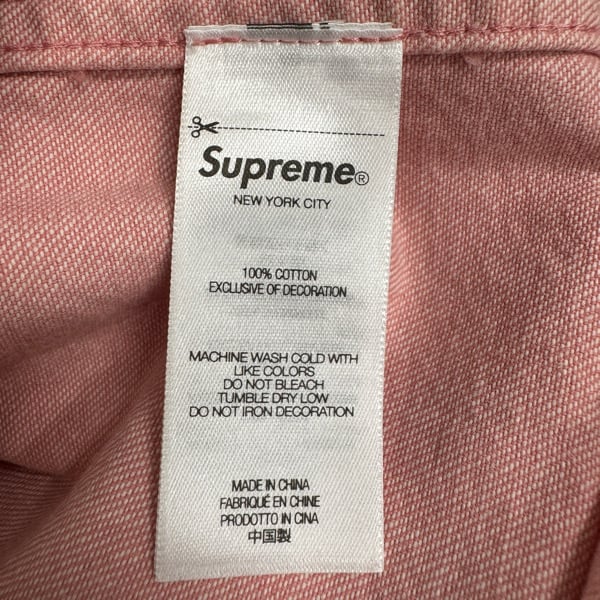 Supreme®
NEW YORK CITY
100% COTTON
EXCLUSIVE OF DECORATION
MACHINE WASH COLD WITH
LIKE COLORS
DO NOT BLEACH
TUMBLE DRY LOW
DO NOT IRON DECORATION
MADE IN CHINA
FABRIQUÉ EN CHINE
PRODOTTO IN CINA
中国製